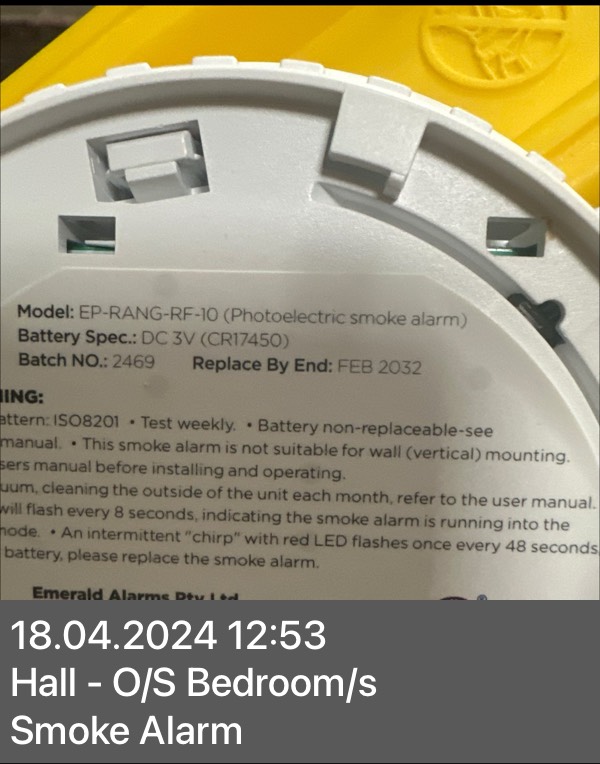 Model: EP-RANG-RF-10 (Photoelectric smoke alarm)
Battery Spec.: DC 3V (CR17450)
Batch NO.: 2469 Replace By End: FEB 2032
ING:
attern: ISO8201 • Test weekly. • Battery non-replaceable-see
manual. • This smoke alarm is not suitable for wall (vertical) mounting.
sers manual before installing and operating.
uum, cleaning the outside of the unit each month, refer to the user manual.
will flash every 8 seconds, indicating the smoke alarm is running into the
mode. • An intermittent "chirp" with red LED flashes once every 48 seconds,
battery, please replace the smoke alarm.
Emerald Alarms Pty Ltd
18.04.2024 12:53
Hall - O/S Bedroom/s
Smoke Alarm